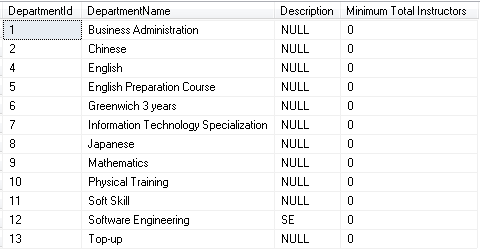 DepartmentId DepartmentName Description Minimum Total Instructors
1 Business Administration NULL 0
2 Chinese NULL 0
4 English NULL 0
5 English Preparation Course NULL 0
6 Greenwich 3 years NULL 0
7 Information Technology Specialization NULL 0
8 Japanese NULL 0
9 Mathematics NULL 0
10 Physical Training NULL 0
11 Soft Skill NULL 0
12 Software Engineering SE 0
13 Top-up NULL 0